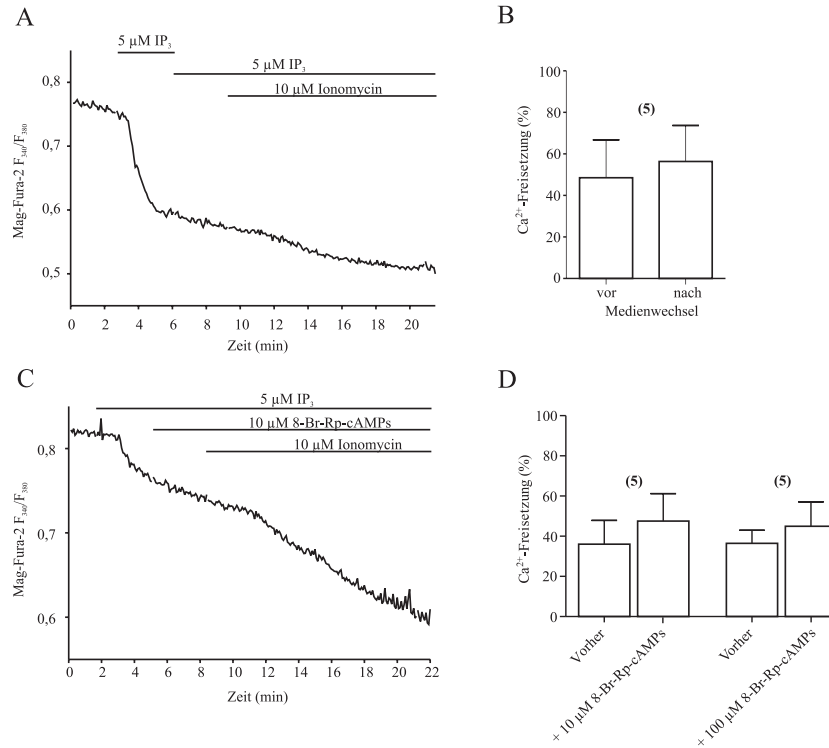 A
5 µM IP₃
5 µM IP₃
10 µM Ionomycin
0,8
0,7
0,6
0,5
Mag-Fura-2 F₃₄₀/F₃₈₀
0 2 4 6 8 10 12 14 16 18 20
Zeit (min)
B
100
80
60
40
20
0
Ca²⁺-Freisetzung (%)
(5)
vor nach
Medienwechsel
C
5 µM IP₃
10 µM 8-Br-Rp-cAMPs
10 µM Ionomycin
0,8
0,7
0,6
Mag-Fura-2 F₃₄₀/F₃₈₀
0 2 4 6 8 10 12 14 16 18 20 22
Zeit (min)
D
100
80
60
40
20
0
Ca²⁺-Freisetzung (%)
(5) (5)
Vorher
+ 10 µM 8-Br-Rp-cAMPs
Vorher
+ 100 µM 8-Br-Rp-cAMPs